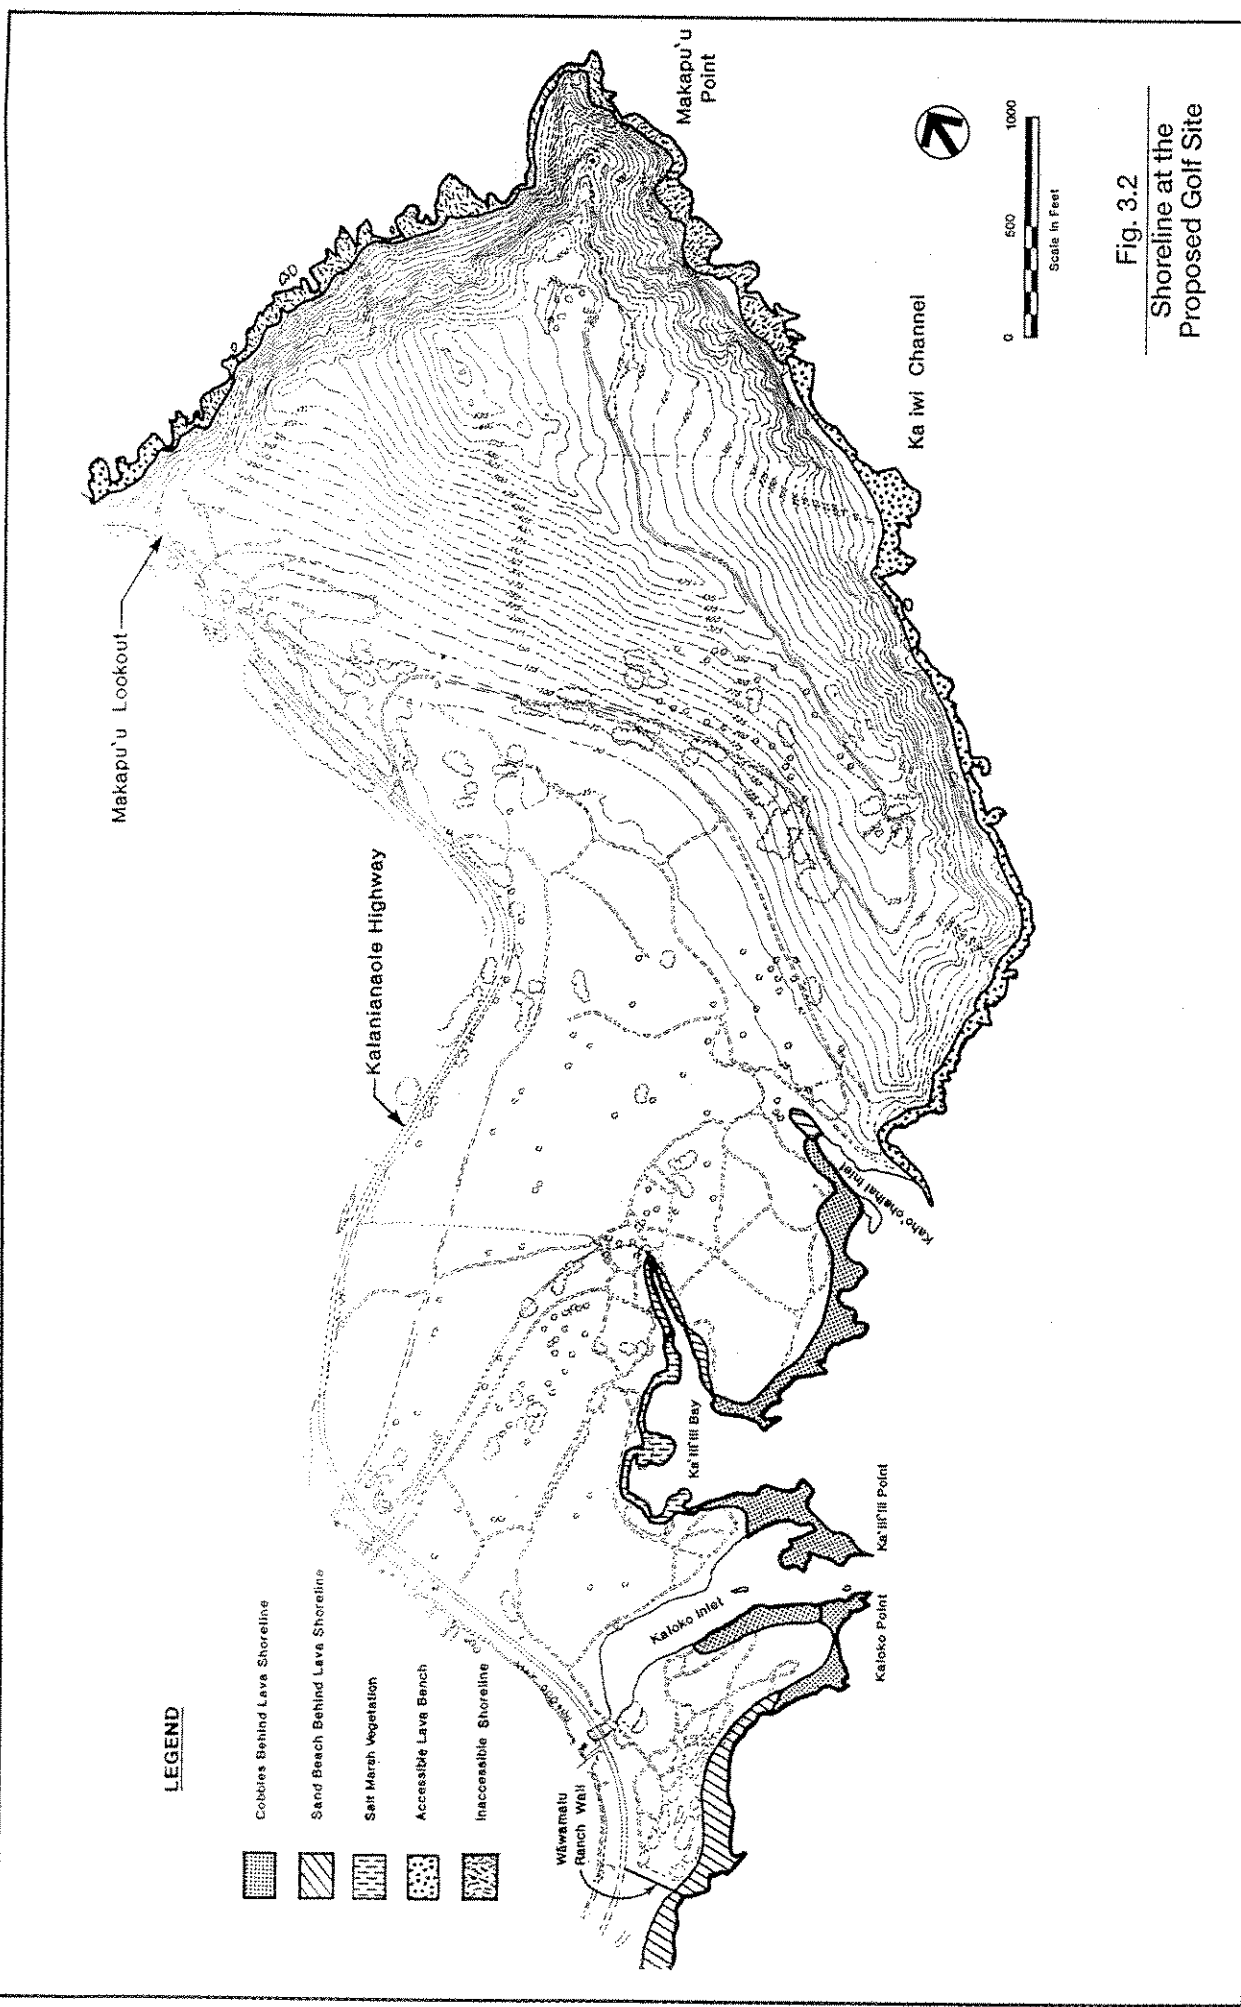 Makapu`u Lookout
Kalanianaole Highway
Makapu`u
Point
Ka iwi Channel
Kaho`ohaihai Inlet
Ka`ili`ili Bay
Ka`ili`ili Point
Kaloko Inlet
Kaloko Point
Wāwamalu
Ranch Wall
LEGEND
Cobbles Behind Lava Shoreline
Sand Beach Behind Lava Shoreline
Salt Marsh Vegetation
Accessible Lava Bench
Inaccessible Shoreline
0 500 1000
Scale in Feet
Fig. 3.2
Shoreline at the
Proposed Golf Site